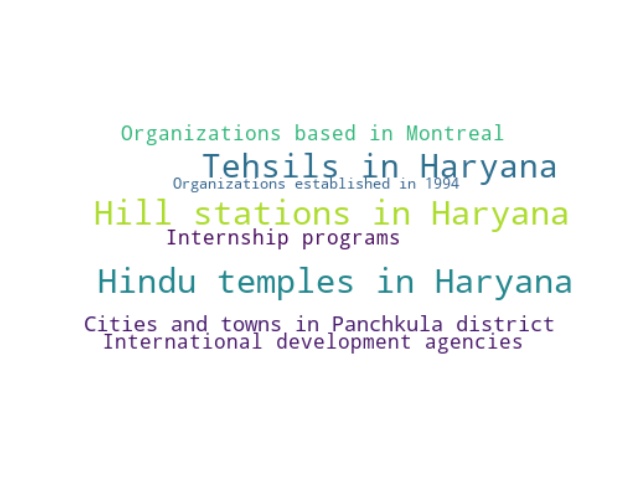 Organizations based in Montreal
Tehsils in Haryana
Organizations established in 1994
Hill stations in Haryana
Internship programs
Hindu temples in Haryana
Cities and towns in Panchkula district
International development agencies